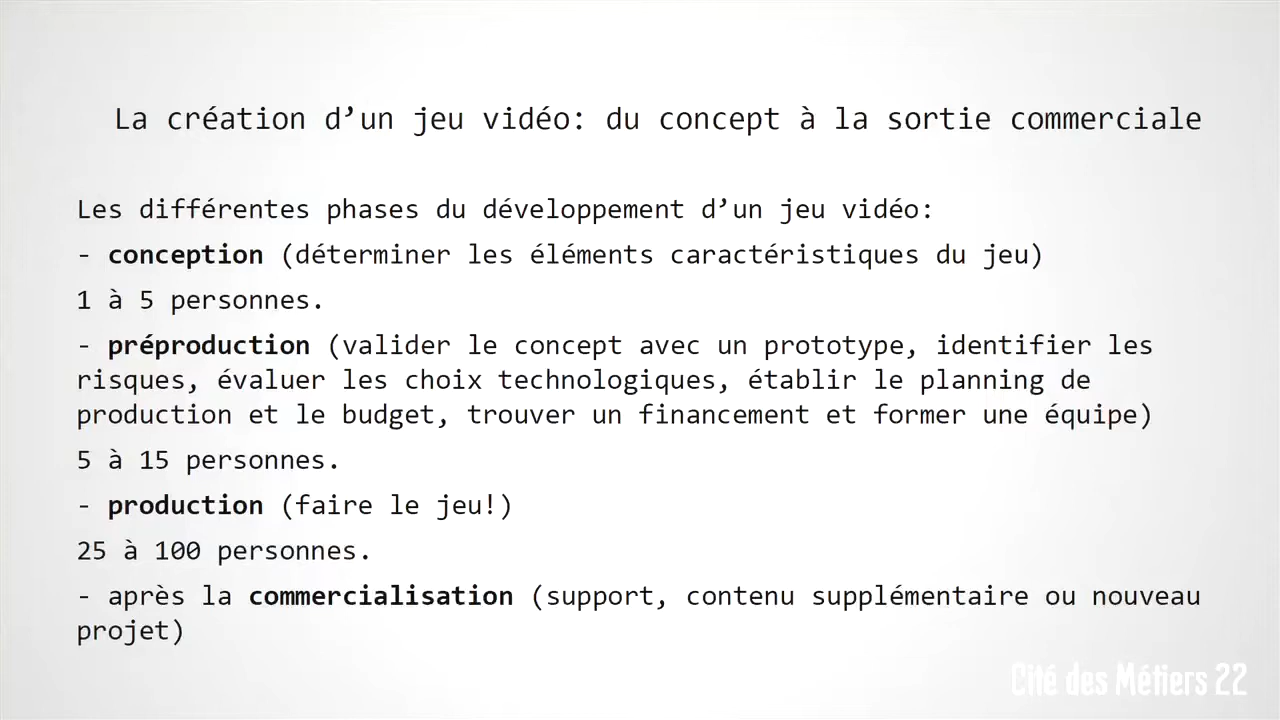 La création d’un jeu vidéo: du concept à la sortie commerciale
Les différentes phases du développement d’un jeu vidéo:
- conception (déterminer les éléments caractéristiques du jeu)
1 à 5 personnes.
- préproduction (valider le concept avec un prototype, identifier les
risques, évaluer les choix technologiques, établir le planning de
production et le budget, trouver un financement et former une équipe)
5 à 15 personnes.
- production (faire le jeu!)
25 à 100 personnes.
- après la commercialisation (support, contenu supplémentaire ou nouveau
projet)
Cité des Métiers 22